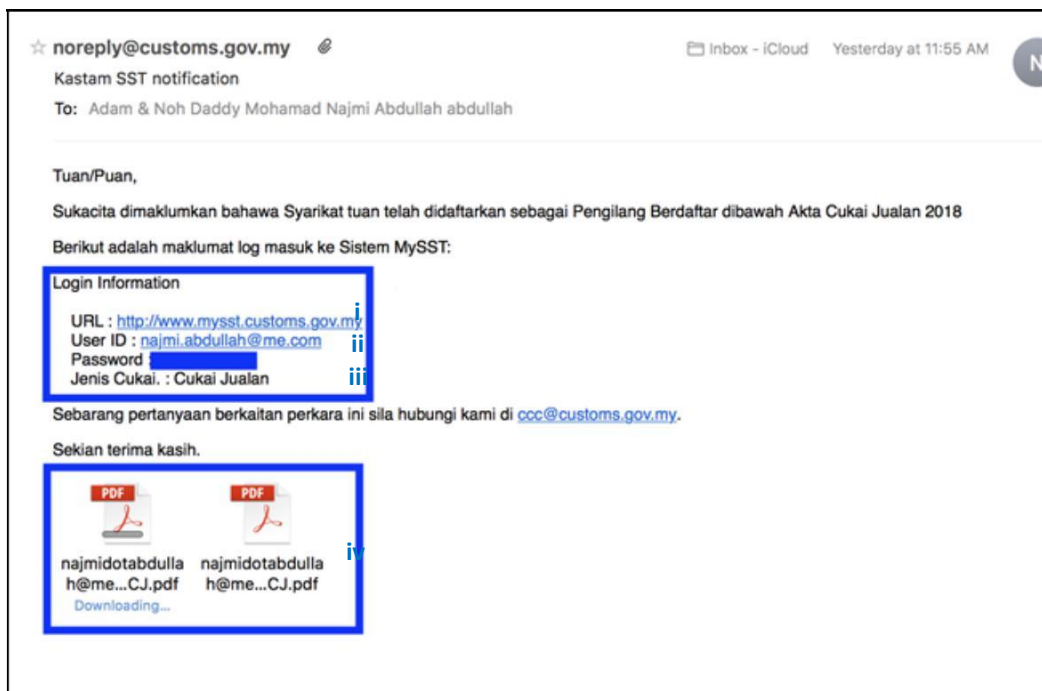 noreply@customs.gov.my
Inbox - iCloud Yesterday at 11:55 AM
N
Kastam SST notification
To: Adam & Noh Daddy Mohamad Najmi Abdullah abdullah
Tuan/Puan,
Sukacita dimaklumkan bahawa Syarikat tuan telah didaftarkan sebagai Pengilang Berdaftar dibawah Akta Cukai Jualan 2018
Berikut adalah maklumat log masuk ke Sistem MySST:
Login Information
URL : http://www.mysst.customs.gov.my i
User ID : najmi.abdullah@me.com ii
Password :
Jenis Cukai. : Cukai Jualan iii
Sebarang pertanyaan berkaitan perkara ini sila hubungi kami di ccc@customs.gov.my.
Sekian terima kasih.
PDF PDF
iv
najmidotabdulla najmidotabdulla
h@me...CJ.pdf h@me...CJ.pdf
Downloading...